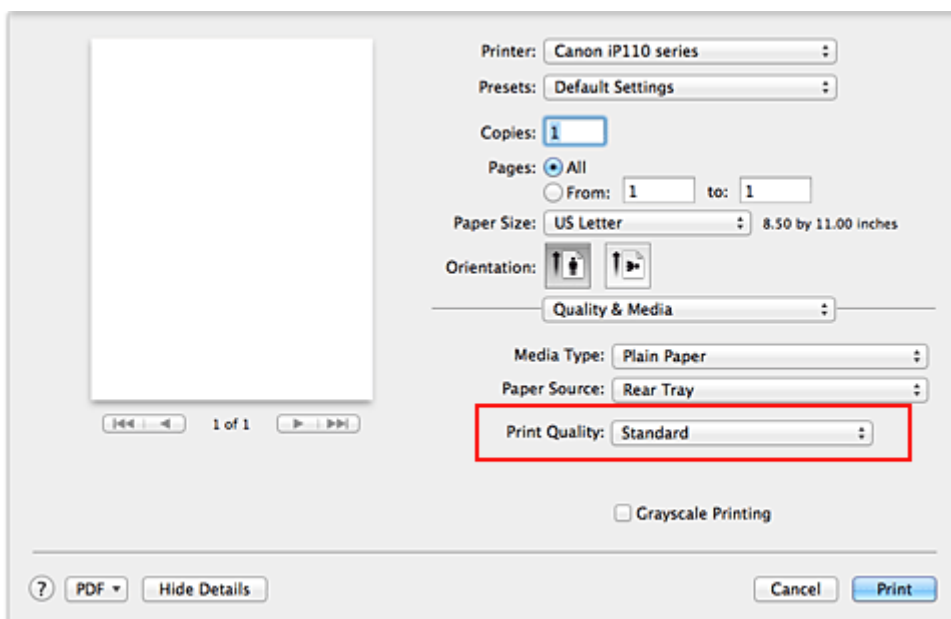 Printer: Canon iP110 series
Presets: Default Settings
Copies: 1
Pages: All
From: 1 to: 1
Paper Size: US Letter 8.50 by 11.00 inches
Orientation:
Quality & Media
Media Type: Plain Paper
Paper Source: Rear Tray
1 of 1
Print Quality: Standard
Grayscale Printing
? PDF Hide Details Cancel Print